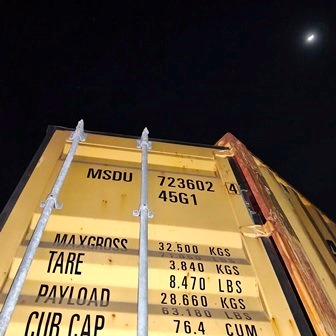 MSDU 723602 4
45G1
MAXGROSS 32.500 KGS
TARE 3.840 KGS
8.470 LBS
PAYLOAD 28.660 KGS
63.180 LBS
CUB CAP 76.4 CUM